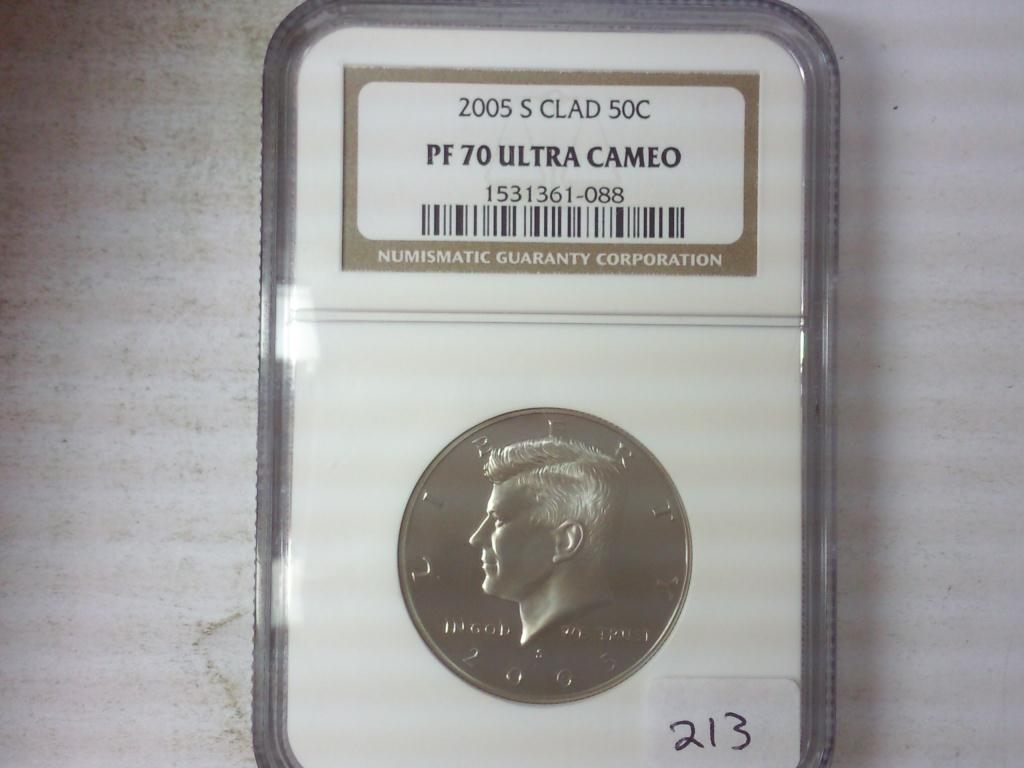 2005 S CLAD 50C
PF 70 ULTRA CAMEO
1531361-088
NUMISMATIC GUARANTY CORPORATION
LIBERTY
IN GOD WE TRUST
S
2005
213